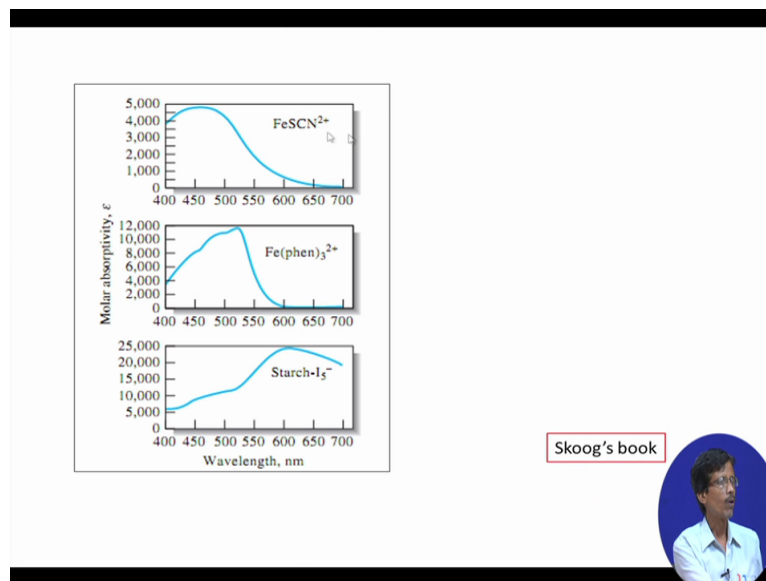 5,000
4,000
3,000
2,000
1,000
0
FeSCN²⁺
400 450 500 550 600 650 700
12,000
10,000
8,000
6,000
4,000
2,000
0
Fe(phen)₃²⁺
400 450 500 550 600 650 700
25,000
20,000
15,000
10,000
5,000
0
Starch-I₅⁻
400 450 500 550 600 650 700
Wavelength, nm
Molar absorptivity, ε
Skoog's book